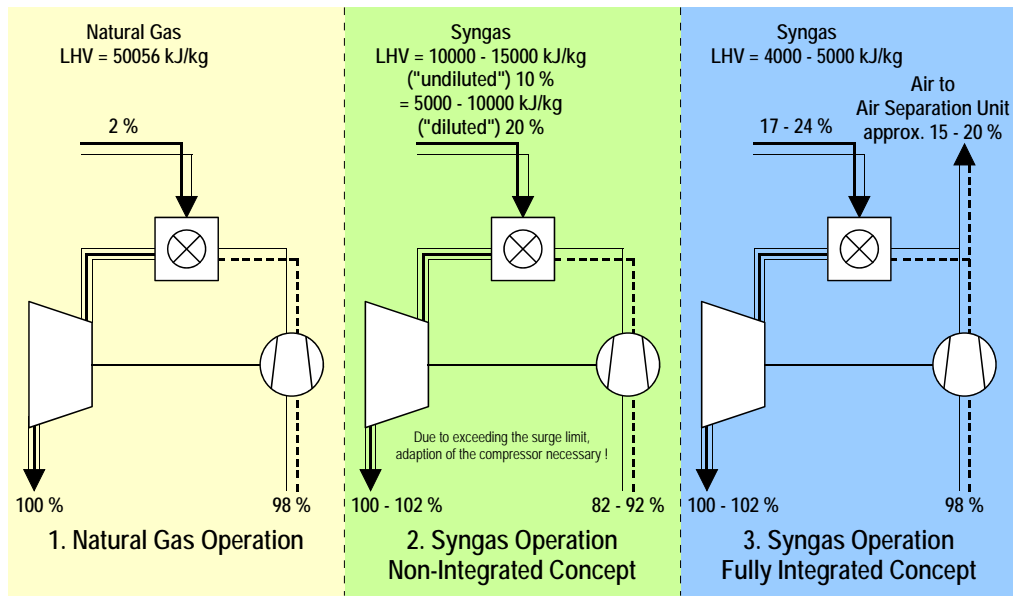 Natural Gas
LHV = 50056 kJ/kg
2 %
100 %
98 %
1. Natural Gas Operation
Syngas
LHV = 10000 - 15000 kJ/kg
("undiluted") 10 %
= 5000 - 10000 kJ/kg
("diluted") 20 %
Due to exceeding the surge limit,
adaption of the compressor necessary !
100 - 102 %
82 - 92 %
2. Syngas Operation
Non-Integrated Concept
Syngas
LHV = 4000 - 5000 kJ/kg
Air to
Air Separation Unit
approx. 15 - 20 %
17 - 24 %
100 - 102 %
98 %
3. Syngas Operation
Fully Integrated Concept